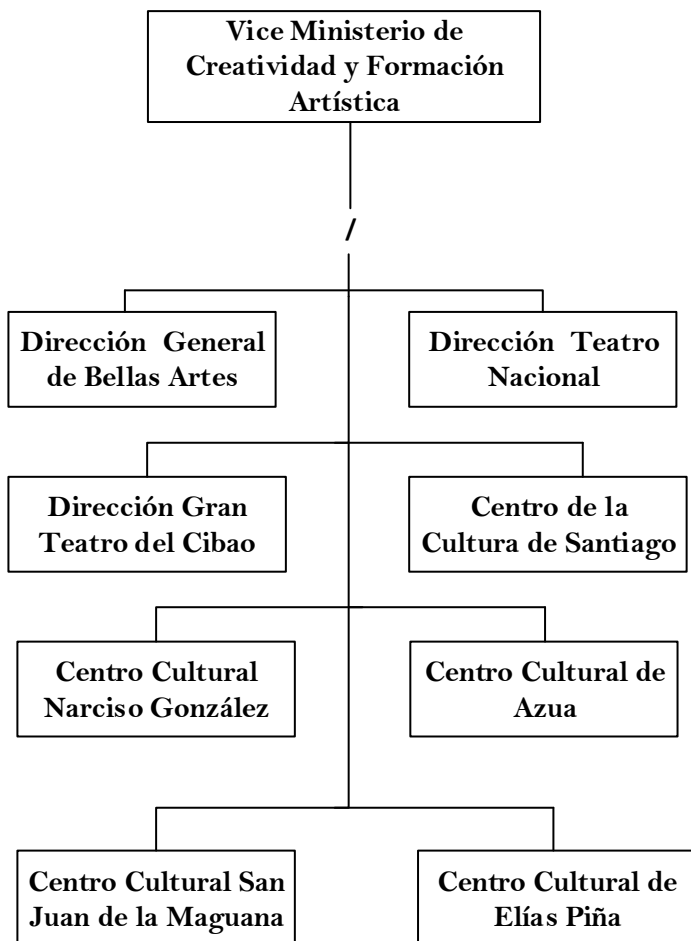 Vice Ministerio de
Creatividad y Formación
Artística
/
Dirección General
de Bellas Artes
Dirección Teatro
Nacional
Dirección Gran
Teatro del Cibao
Centro de la
Cultura de Santiago
Centro Cultural
Narciso González
Centro Cultural de
Azua
Centro Cultural San
Juan de la Maguana
Centro Cultural de
Elías Piña